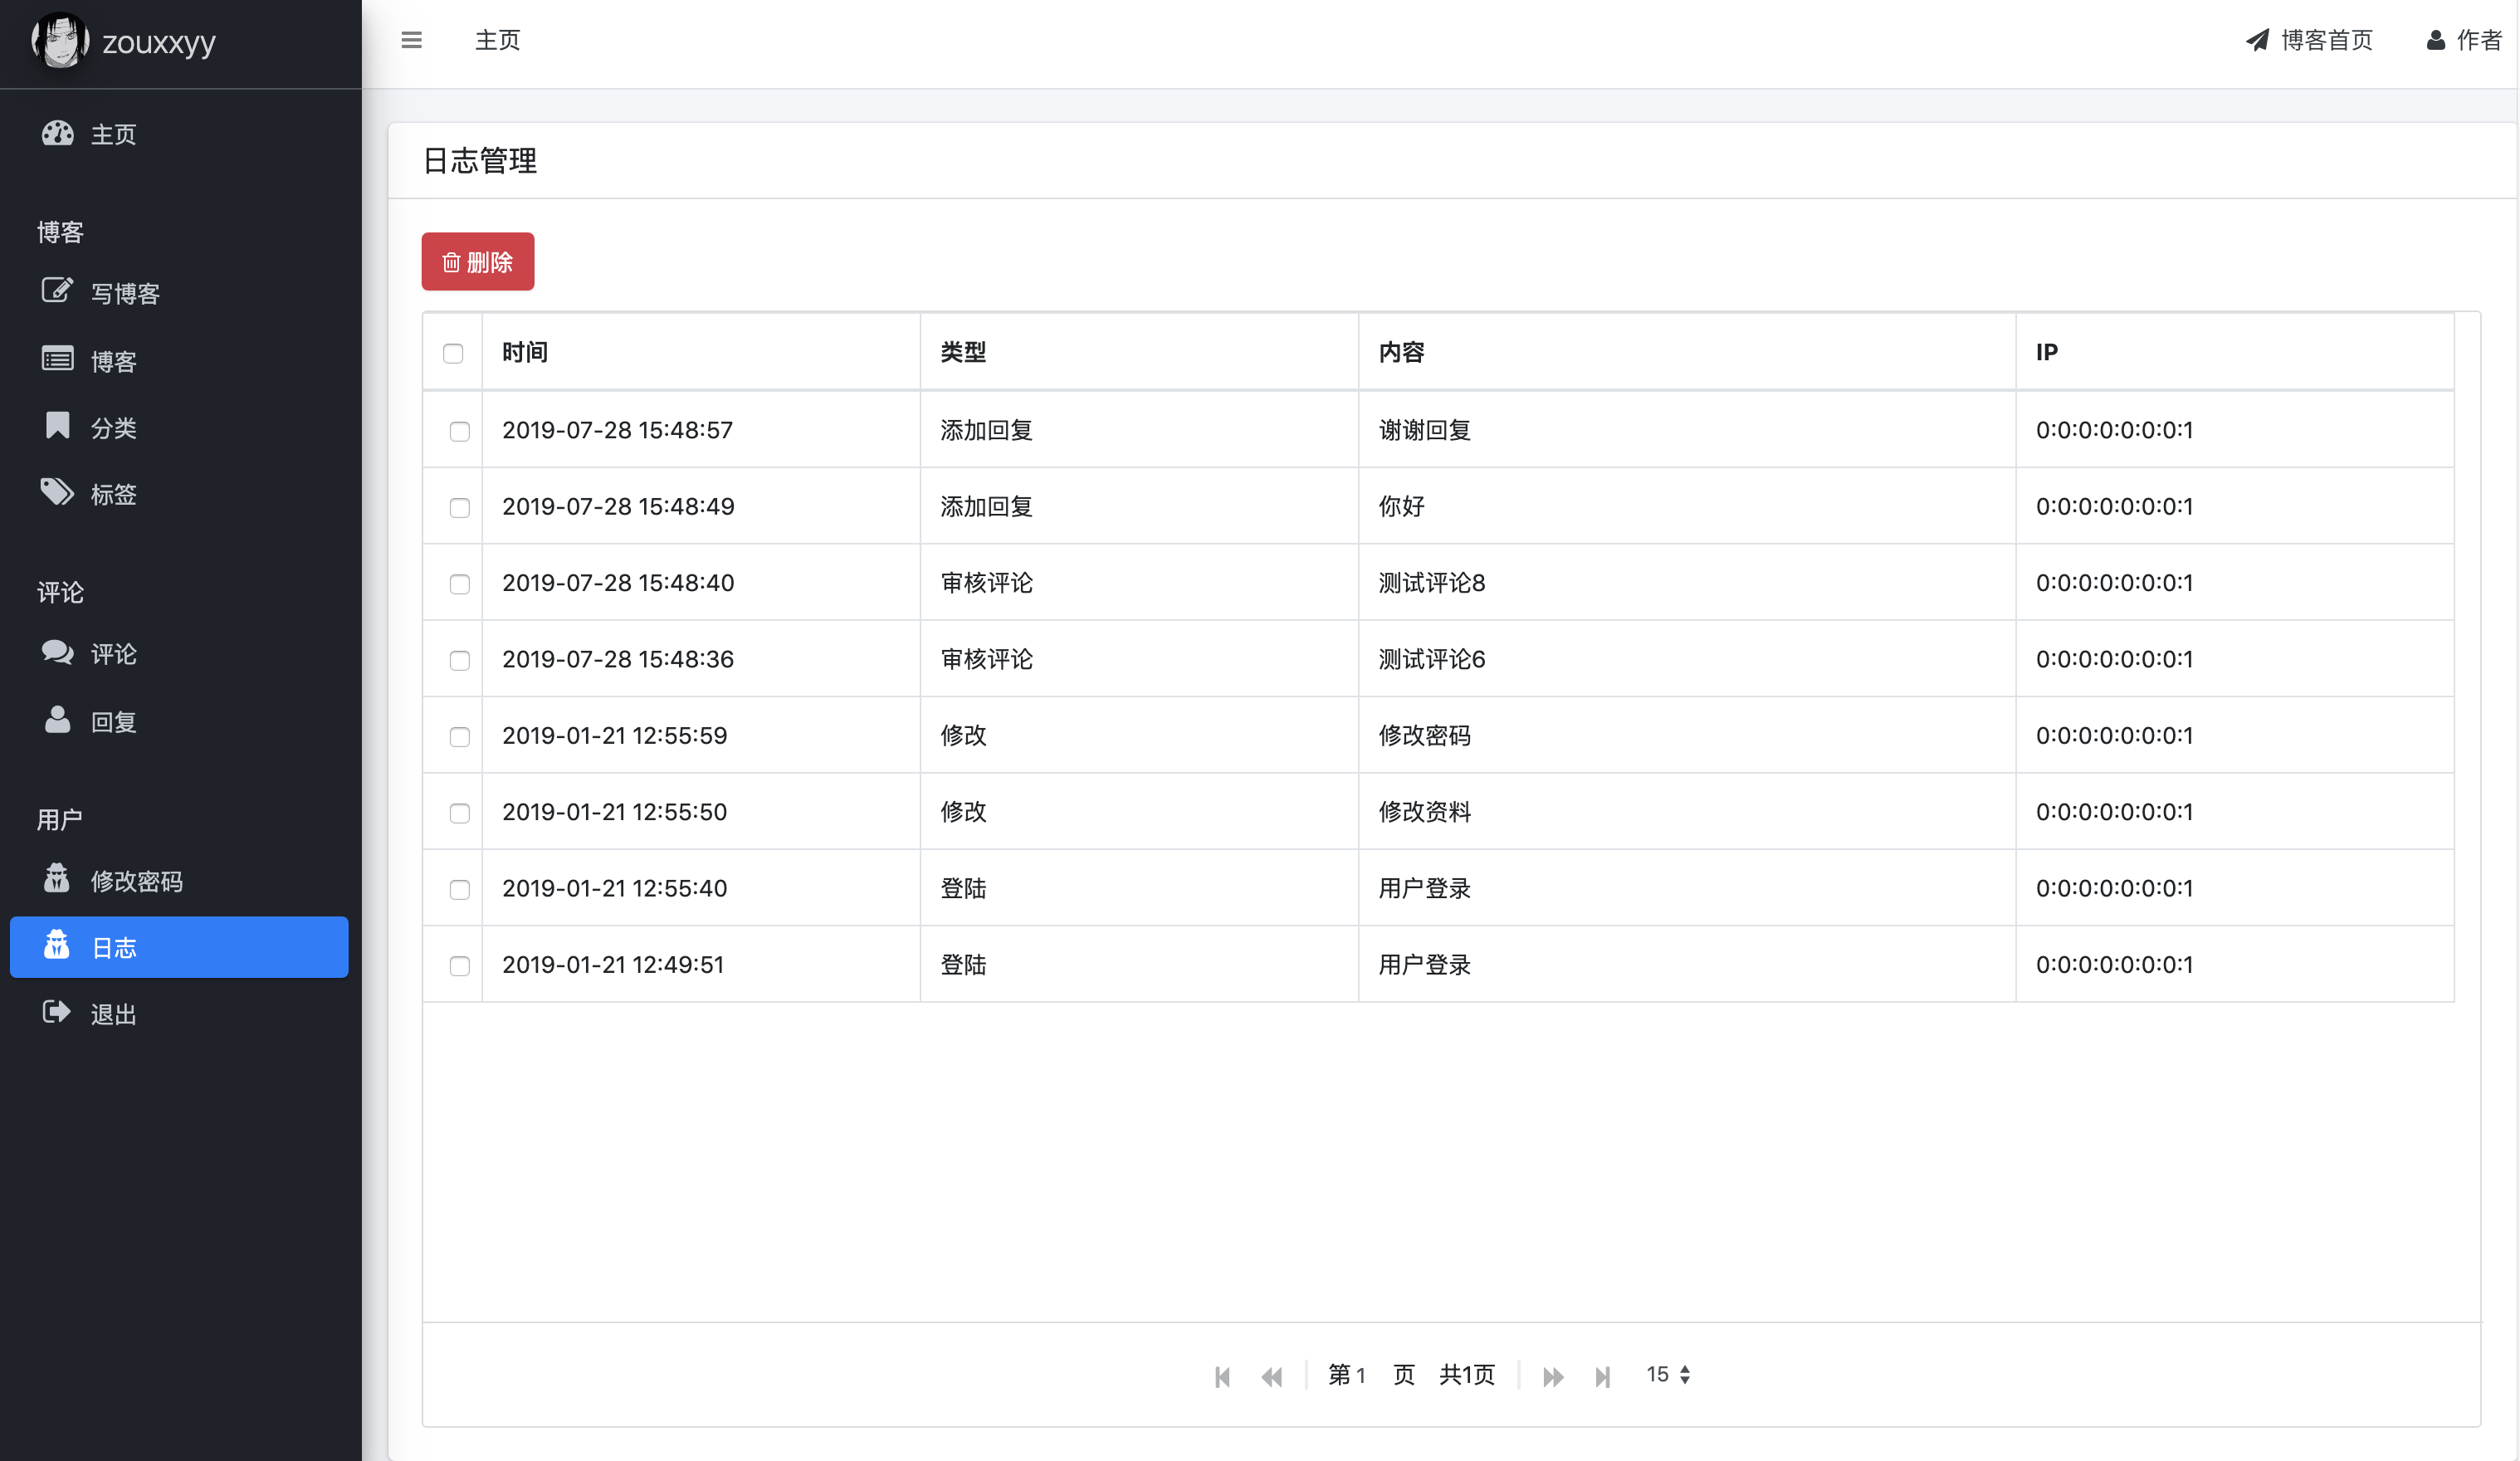 zouxxyy
主页
博客
写博客
博客
分类
标签
评论
评论
回复
用户
修改密码
日志
退出
主页 博客首页 作者
日志管理
删除
时间 类型 内容 IP
2019-07-28 15:48:57 添加回复 谢谢回复 0:0:0:0:0:0:0:1
2019-07-28 15:48:49 添加回复 你好 0:0:0:0:0:0:0:1
2019-07-28 15:48:40 审核评论 测试评论8 0:0:0:0:0:0:0:1
2019-07-28 15:48:36 审核评论 测试评论6 0:0:0:0:0:0:0:1
2019-01-21 12:55:59 修改 修改密码 0:0:0:0:0:0:0:1
2019-01-21 12:55:50 修改 修改资料 0:0:0:0:0:0:0:1
2019-01-21 12:55:40 登陆 用户登录 0:0:0:0:0:0:0:1
2019-01-21 12:49:51 登陆 用户登录 0:0:0:0:0:0:0:1
第 1 页 共1页 15